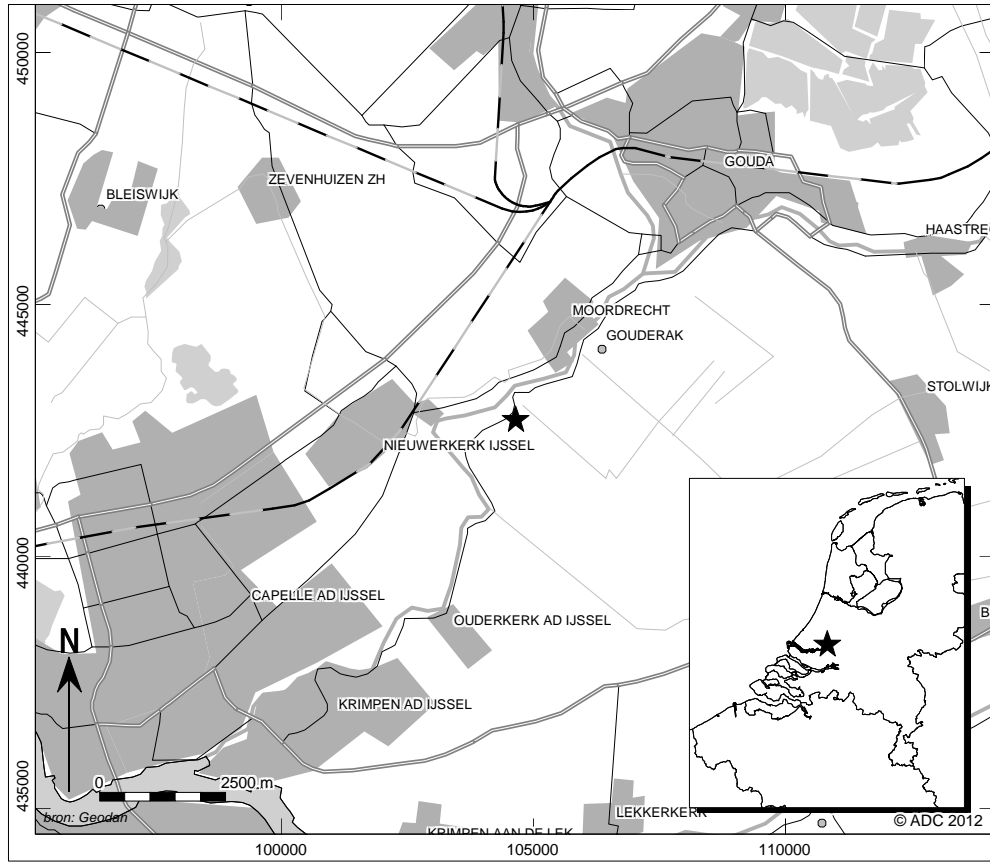 450000
GOUDA
ZEVENHUIZEN ZH
BLEISWIJK
HAASTREC
445000
MOORDRECHT
GOUDERAK
STOLWIJK
NIEUWERKERK IJSSEL
440000
CAPELLE AD IJSSEL
OUDERKERK AD IJSSEL
B
N
KRIMPEN AD IJSSEL
0 2500 m
435000
bron: Geodan
LEKKERKERK
© ADC 2012
KRIMPEN AAN DE LEK
100000 105000 110000